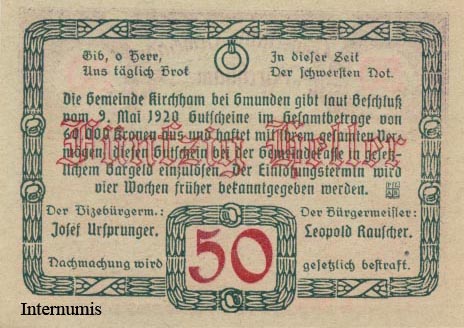 Gib, o Herr,
Uns täglich Brot
In dieser Zeit
Der schwersten Not.
Die Gemeinde Kirchham bei Gmunden gibt laut Beschluß
vom 9. Mai 1920 Gutscheine im Gesamtbetrage von
60 000 Kronen aus und haftet mit ihrem gesamten Ver-
mögen, diesen Gutschein bei der Gemeindekasse in gesetz-
lichem Bargeld einzulösen. Der Einlösungstermin wird
vier Wochen früher bekanntgegeben werden.
Fünfzig Heller
Der Vizebürgerm.:
Josef Ursprunger.
Der Bürgermeister:
Leopold Rauscher.
50
Nachmachung wird
gesetzlich bestraft.
Internumis